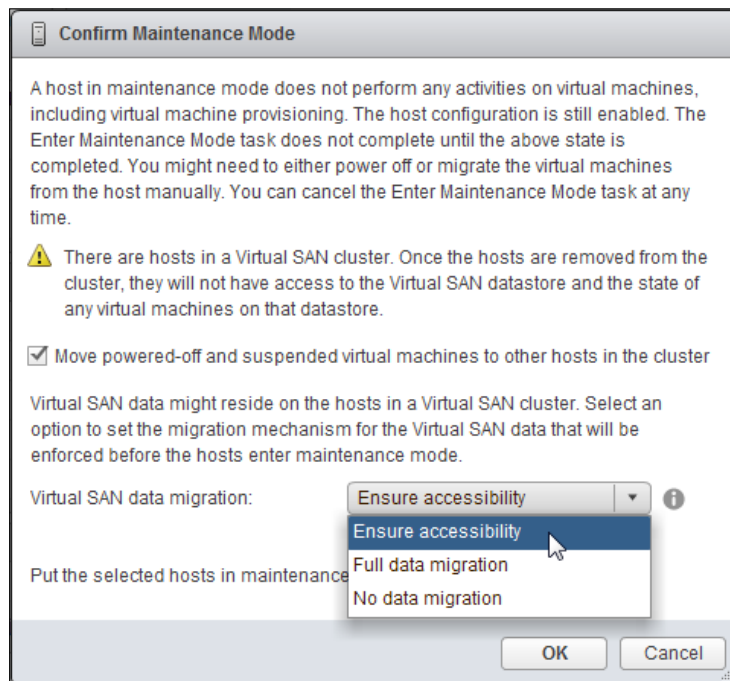 Confirm Maintenance Mode
A host in maintenance mode does not perform any activities on virtual machines,
including virtual machine provisioning. The host configuration is still enabled. The
Enter Maintenance Mode task does not complete until the above state is
completed. You might need to either power off or migrate the virtual machines
from the host manually. You can cancel the Enter Maintenance Mode task at any
time.
There are hosts in a Virtual SAN cluster. Once the hosts are removed from the
cluster, they will not have access to the Virtual SAN datastore and the state of
any virtual machines on that datastore.
Move powered-off and suspended virtual machines to other hosts in the cluster
Virtual SAN data might reside on the hosts in a Virtual SAN cluster. Select an
option to set the migration mechanism for the Virtual SAN data that will be
enforced before the hosts enter maintenance mode.
Virtual SAN data migration: Ensure accessibility
Ensure accessibility
Full data migration
Put the selected hosts in maintenance
No data migration
OK Cancel